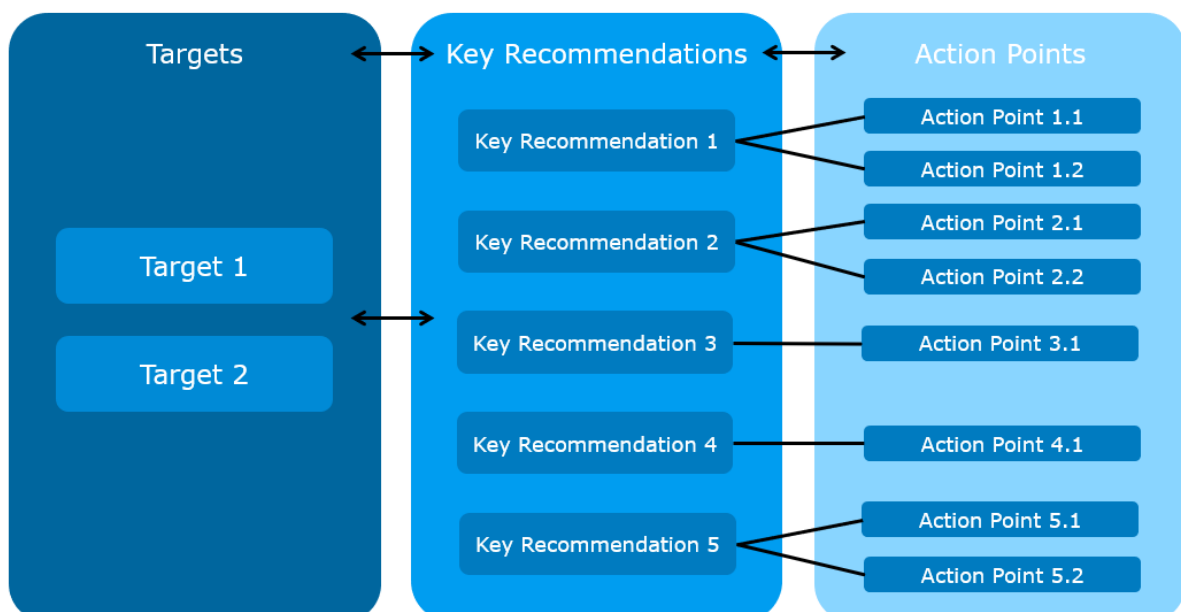 Targets
Key Recommendations
Action Points
Target 1
Target 2
Key Recommendation 1
Key Recommendation 2
Key Recommendation 3
Key Recommendation 4
Key Recommendation 5
Action Point 1.1
Action Point 1.2
Action Point 2.1
Action Point 2.2
Action Point 3.1
Action Point 4.1
Action Point 5.1
Action Point 5.2